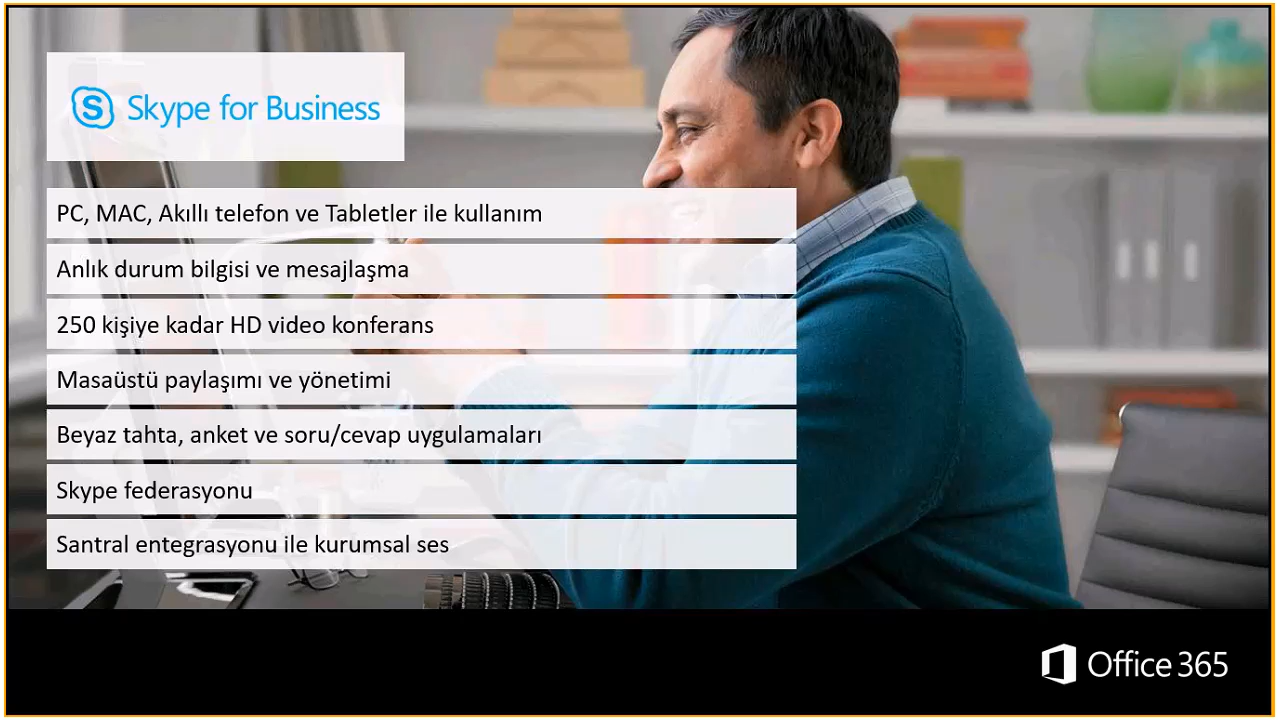 Skype for Business
PC, MAC, Akıllı telefon ve Tabletler ile kullanım
Anlık durum bilgisi ve mesajlaşma
250 kişiye kadar HD video konferans
Masaüstü paylaşımı ve yönetimi
Beyaz tahta, anket ve soru/cevap uygulamaları
Skype federasyonu
Santral entegrasyonu ile kurumsal ses
Office 365